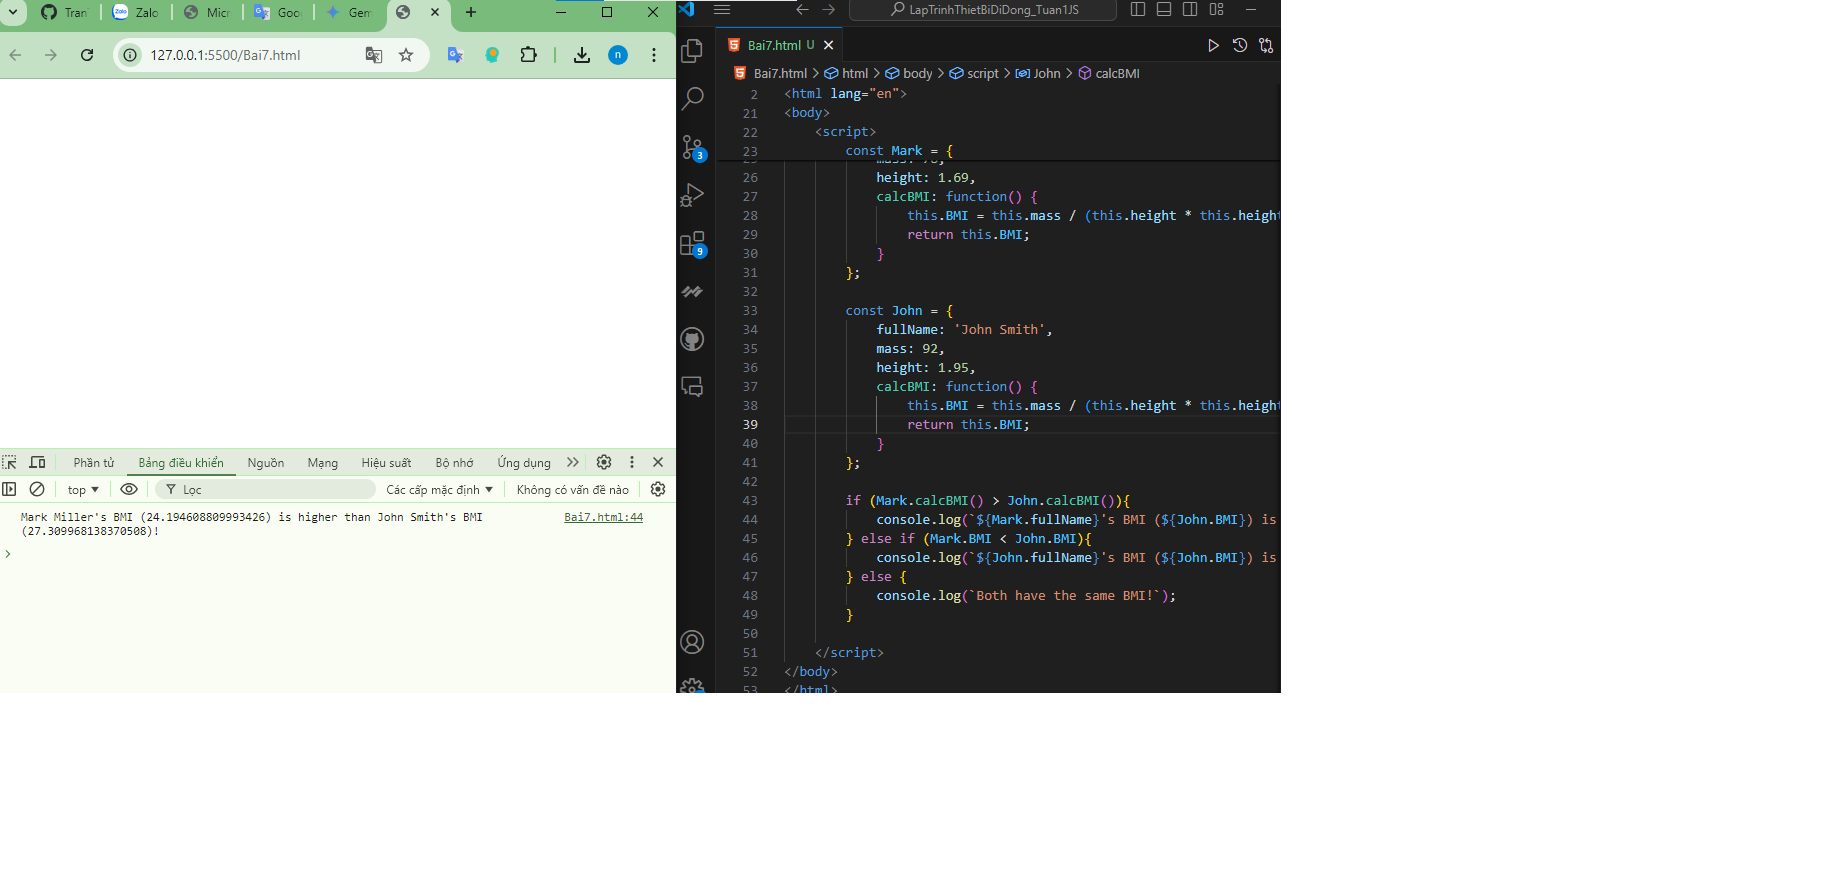 Tran
Zalo
Zalo
Micr
Goo
Gem
127.0.0.1:5500/Bai7.html
n
Phần tử
Bảng điều khiển
Nguồn
Mạng
Hiệu suất
Bộ nhớ
Ứng dụng
top
Lọc
Các cấp mặc định
Không có vấn đề nào
Mark Miller's BMI (24.194608809993426) is higher than John Smith's BMI
(27.309968138370508)!
Bai7.html:44
LapTrinhThietBiDiDong_Tuan1JS
Bai7.html U
Bai7.html > html > body > script > John > calcBMI
3
9
2 <html lang="en">
21 <body>
22 <script>
23 const Mark = {
26 height: 1.69,
27 calcBMI: function() {
28 this.BMI = this.mass / (this.height * this.height
29 return this.BMI;
30 }
31 };
32
33 const John = {
34 fullName: 'John Smith',
35 mass: 92,
36 height: 1.95,
37 calcBMI: function() {
38 this.BMI = this.mass / (this.height * this.height
39 return this.BMI;
40 }
41 };
42
43 if (Mark.calcBMI() > John.calcBMI()){
44 console.log(`${Mark.fullName}'s BMI (${John.BMI}) is
45 } else if (Mark.BMI < John.BMI){
46 console.log(`${John.fullName}'s BMI (${John.BMI}) is
47 } else {
48 console.log(`Both have the same BMI!`);
49 }
50
51 </script>
52 </body>
53 </html>